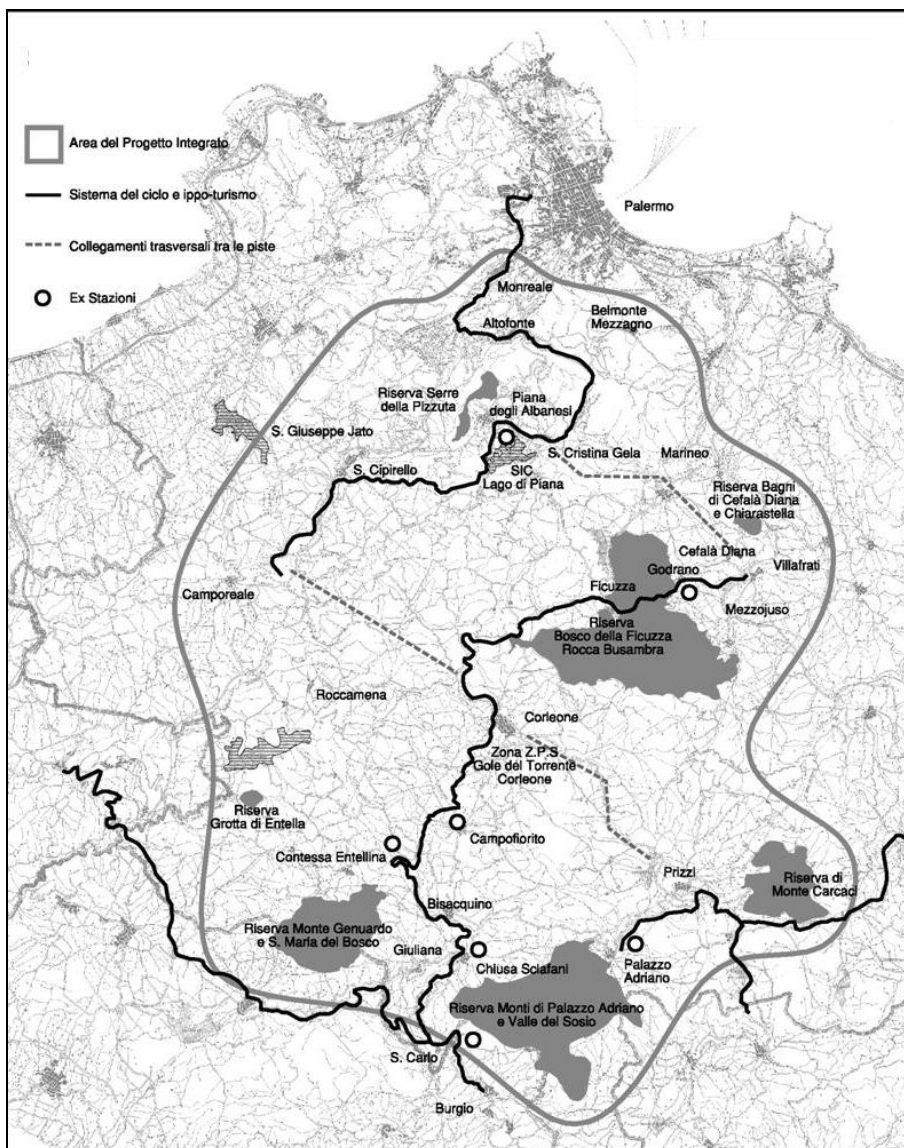 Area del Progetto Integrato
Sistema del ciclo e ippo-turismo
Collegamenti trasversali tra le piste
Ex Stazioni
Palermo
Monreale
Belmonte
Mezzagno
Altofonte
Riserva Serre
della Pizzuta
Piana
degli Albanesi
S. Giuseppe Jato
S. Cristina Gela
Marineo
S. Cipirello
SIC
Lago di Piana
Riserva Bagni
di Cefalà Diana
e Chiarastella
Cefalà Diana
Villafrati
Godrano
Ficuzza
Camporeale
Mezzojuso
Riserva
Bosco della Ficuzza
Rocca Busambra
Roccamena
Corleone
Zona Z.P.S.
Gole del Torrente
Corleone
Riserva
Grotta di Entella
Campofiorito
Contessa Entellina
Prizzi
Riserva di
Monte Carcaci
Bisacquino
Riserva Monte Genuardo
e S. Maria del Bosco
Giuliana
Chiusa Sclafani
Palazzo
Adriano
Riserva Monti di Palazzo Adriano
e Valle del Sosio
S. Carlo
Burgio